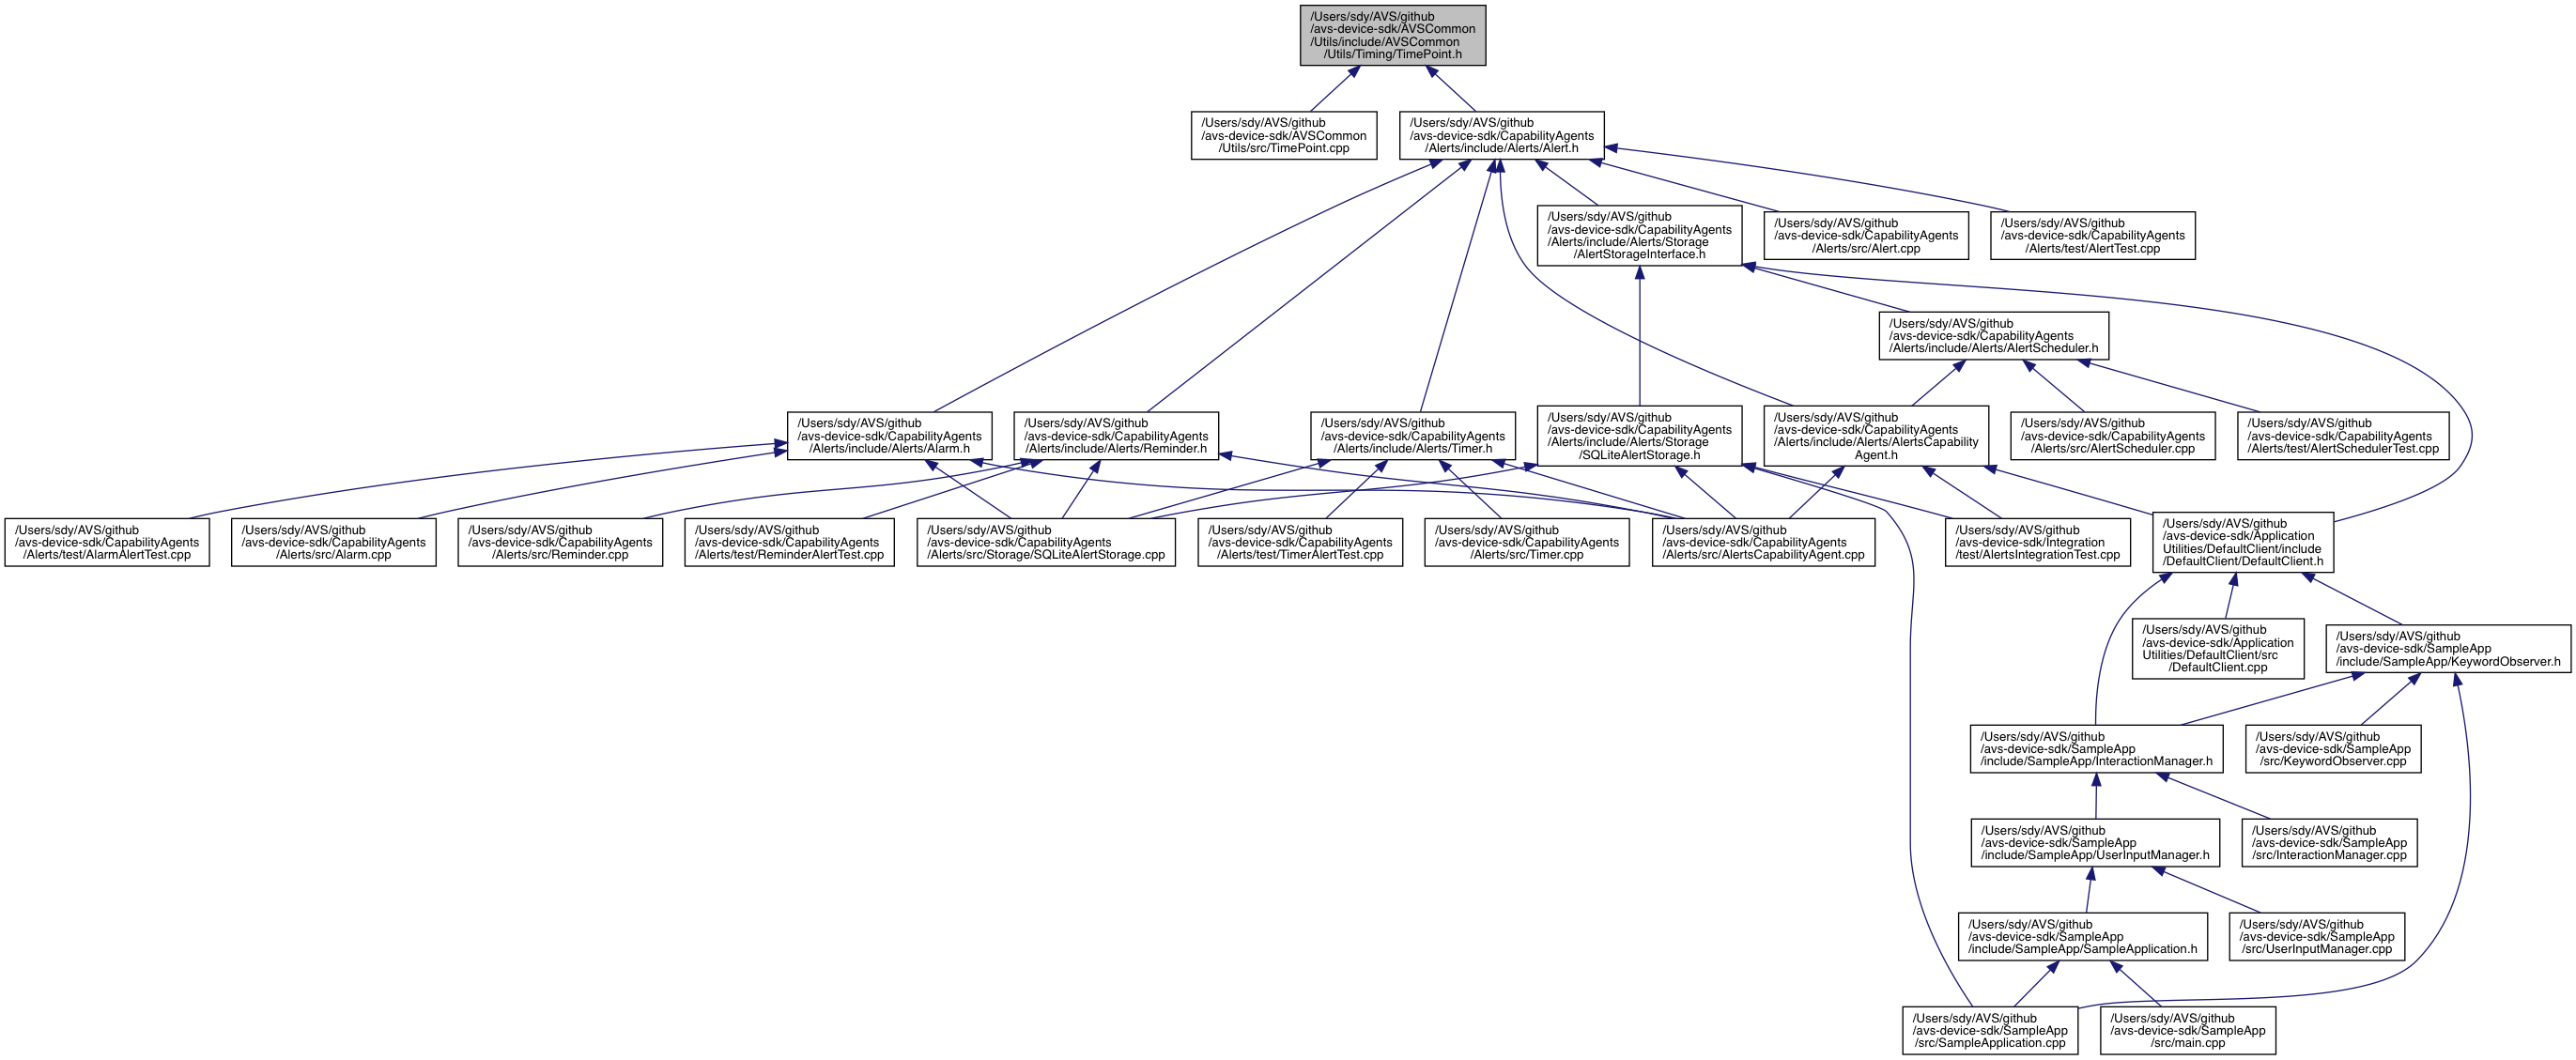 /Users/sdy/AVS/github
/avs-device-sdk/AVSCommon
/Utils/include/AVSCommon
/Utils/Timing/TimePoint.h
/Users/sdy/AVS/github
/avs-device-sdk/AVSCommon
/Utils/src/TimePoint.cpp
/Users/sdy/AVS/github
/avs-device-sdk/CapabilityAgents
/Alerts/include/Alerts/Alert.h
/Users/sdy/AVS/github
/avs-device-sdk/CapabilityAgents
/Alerts/include/Alerts/Storage
/AlertStorageInterface.h
/Users/sdy/AVS/github
/avs-device-sdk/CapabilityAgents
/Alerts/src/Alert.cpp
/Users/sdy/AVS/github
/avs-device-sdk/CapabilityAgents
/Alerts/test/AlertTest.cpp
/Users/sdy/AVS/github
/avs-device-sdk/CapabilityAgents
/Alerts/include/Alerts/AlertScheduler.h
/Users/sdy/AVS/github
/avs-device-sdk/CapabilityAgents
/Alerts/include/Alerts/Alarm.h
/Users/sdy/AVS/github
/avs-device-sdk/CapabilityAgents
/Alerts/include/Alerts/Reminder.h
/Users/sdy/AVS/github
/avs-device-sdk/CapabilityAgents
/Alerts/include/Alerts/Timer.h
/Users/sdy/AVS/github
/avs-device-sdk/CapabilityAgents
/Alerts/include/Alerts/Storage
/SQLiteAlertStorage.h
/Users/sdy/AVS/github
/avs-device-sdk/CapabilityAgents
/Alerts/include/Alerts/AlertsCapability
Agent.h
/Users/sdy/AVS/github
/avs-device-sdk/CapabilityAgents
/Alerts/src/AlertScheduler.cpp
/Users/sdy/AVS/github
/avs-device-sdk/CapabilityAgents
/Alerts/test/AlertSchedulerTest.cpp
/Users/sdy/AVS/github
/avs-device-sdk/CapabilityAgents
/Alerts/test/AlarmAlertTest.cpp
/Users/sdy/AVS/github
/avs-device-sdk/CapabilityAgents
/Alerts/src/Alarm.cpp
/Users/sdy/AVS/github
/avs-device-sdk/CapabilityAgents
/Alerts/src/Reminder.cpp
/Users/sdy/AVS/github
/avs-device-sdk/CapabilityAgents
/Alerts/test/ReminderAlertTest.cpp
/Users/sdy/AVS/github
/avs-device-sdk/CapabilityAgents
/Alerts/src/Storage/SQLiteAlertStorage.cpp
/Users/sdy/AVS/github
/avs-device-sdk/CapabilityAgents
/Alerts/test/TimerAlertTest.cpp
/Users/sdy/AVS/github
/avs-device-sdk/CapabilityAgents
/Alerts/src/Timer.cpp
/Users/sdy/AVS/github
/avs-device-sdk/CapabilityAgents
/Alerts/src/AlertsCapabilityAgent.cpp
/Users/sdy/AVS/github
/avs-device-sdk/Integration
/test/AlertsIntegrationTest.cpp
/Users/sdy/AVS/github
/avs-device-sdk/Application
Utilities/DefaultClient/include
/DefaultClient/DefaultClient.h
/Users/sdy/AVS/github
/avs-device-sdk/Application
Utilities/DefaultClient/src
/DefaultClient.cpp
/Users/sdy/AVS/github
/avs-device-sdk/SampleApp
/include/SampleApp/KeywordObserver.h
/Users/sdy/AVS/github
/avs-device-sdk/SampleApp
/include/SampleApp/InteractionManager.h
/Users/sdy/AVS/github
/avs-device-sdk/SampleApp
/src/KeywordObserver.cpp
/Users/sdy/AVS/github
/avs-device-sdk/SampleApp
/include/SampleApp/UserInputManager.h
/Users/sdy/AVS/github
/avs-device-sdk/SampleApp
/src/InteractionManager.cpp
/Users/sdy/AVS/github
/avs-device-sdk/SampleApp
/include/SampleApp/SampleApplication.h
/Users/sdy/AVS/github
/avs-device-sdk/SampleApp
/src/UserInputManager.cpp
/Users/sdy/AVS/github
/avs-device-sdk/SampleApp
/src/SampleApplication.cpp
/Users/sdy/AVS/github
/avs-device-sdk/SampleApp
/src/main.cpp